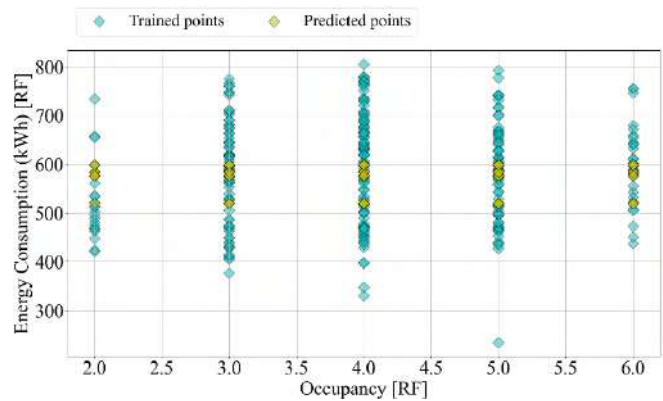 Trained points Predicted points
Energy Consumption (kWh) [RF]
800
700
600
500
400
300
2.0 2.5 3.0 3.5 4.0 4.5 5.0 5.5 6.0
Occupancy [RF]